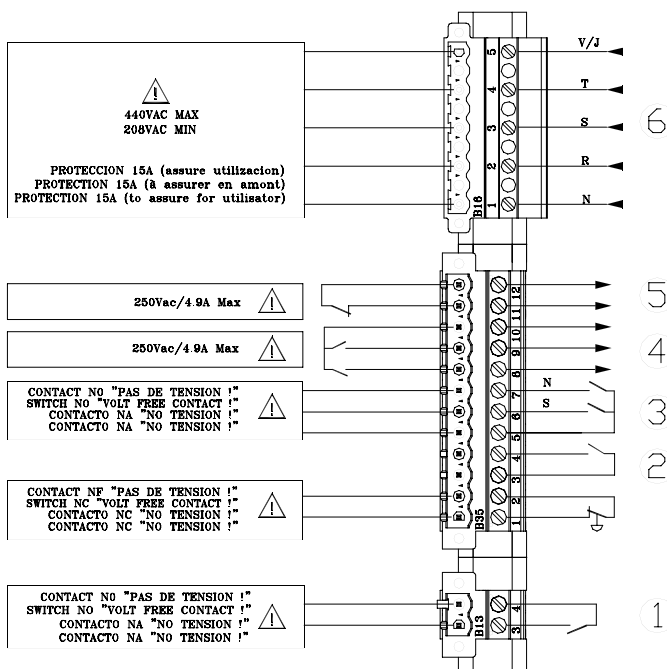 V/J
5
440VAC MAX
208VAC MIN
4
T
3
S
6
PROTECCION 15A (assure utilizacion)
PROTECTION 15A (à assurer en amont)
PROTECTION 15A (to assure for utilisator)
2
R
B16
1
N
250Vac/4.9A Max
12
11
5
250Vac/4.9A Max
10
9
8
4
CONTACT NO "PAS DE TENSION !"
SWITCH NO "VOLT FREE CONTACT !"
CONTACTO NA "NO TENSION !"
CONTACTO NA "NO TENSION !"
7
N
6
S
5
3
4
3
2
CONTACT NF "PAS DE TENSION !"
SWITCH NC "VOLT FREE CONTACT !"
CONTACTO NC "NO TENSION !"
CONTACTO NC "NO TENSION !"
2
1
B35
CONTACT NO "PAS DE TENSION !"
SWITCH NO "VOLT FREE CONTACT !"
CONTACTO NA "NO TENSION !"
CONTACTO NA "NO TENSION !"
B13
4
3
1